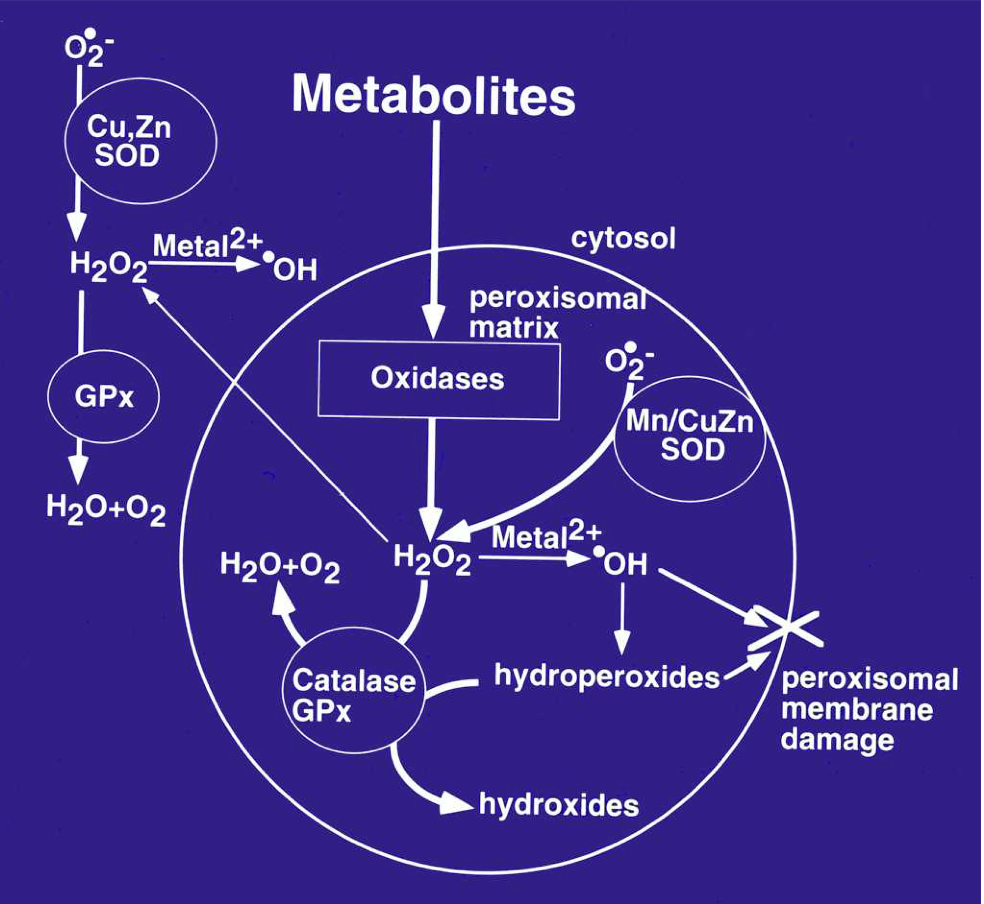 O₂•-
Metabolites
Cu,Zn
SOD
cytosol
Metal2+
H₂O₂
•OH
peroxisomal
matrix
O₂•-
Oxidases
GPx
Mn/CuZn
SOD
H₂O+O₂
Metal2+
H₂O+O₂
H₂O₂
•OH
hydroperoxides
Catalase
GPx
peroxisomal
membrane
damage
hydroxides